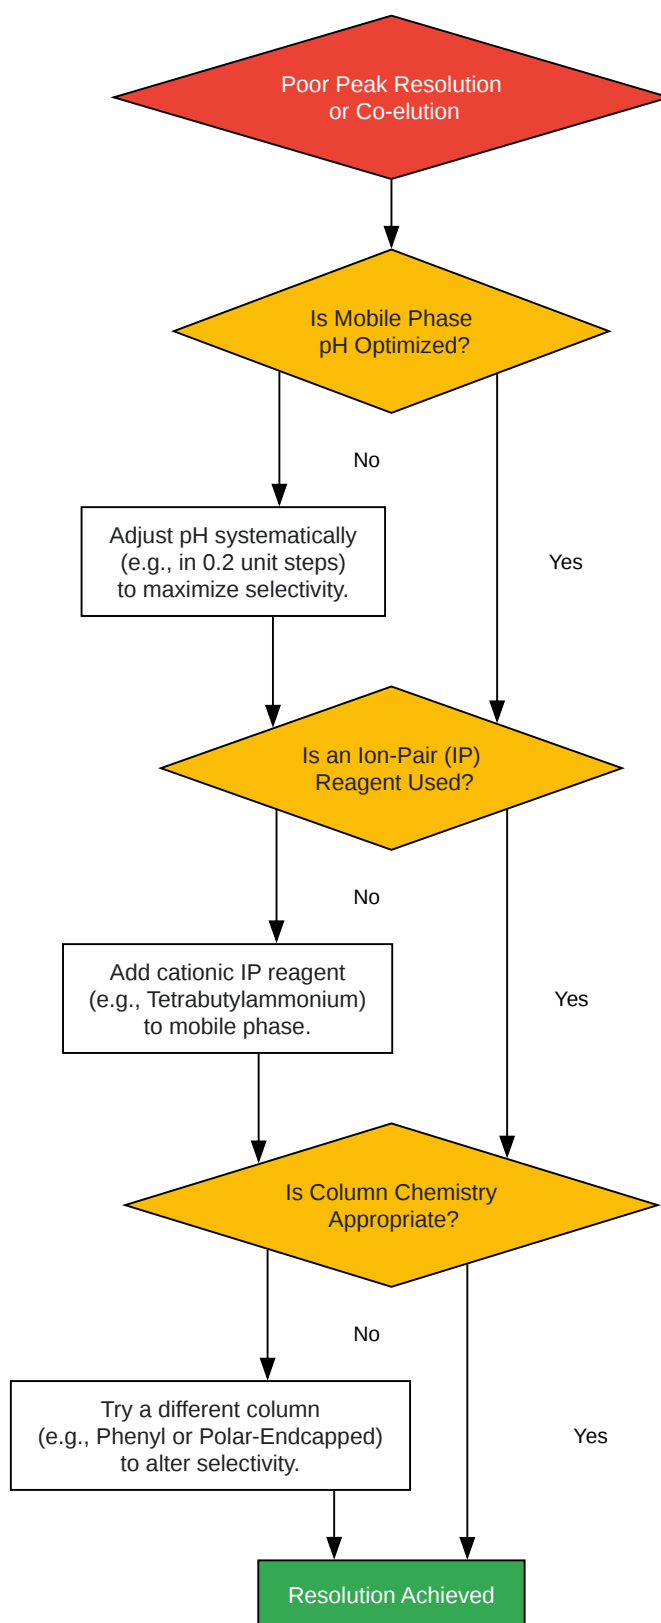 Poor Peak Resolution
or Co-elution
Is Mobile Phase
pH Optimized?
No
Adjust pH systematically
(e.g., in 0.2 unit steps)
to maximize selectivity.
Yes
Is an Ion-Pair (IP)
Reagent Used?
No
Add cationic IP reagent
(e.g., Tetrabutylammonium)
to mobile phase.
Yes
Is Column Chemistry
Appropriate?
No
Try a different column
(e.g., Phenyl or Polar-Endcapped)
to alter selectivity.
Yes
Resolution Achieved